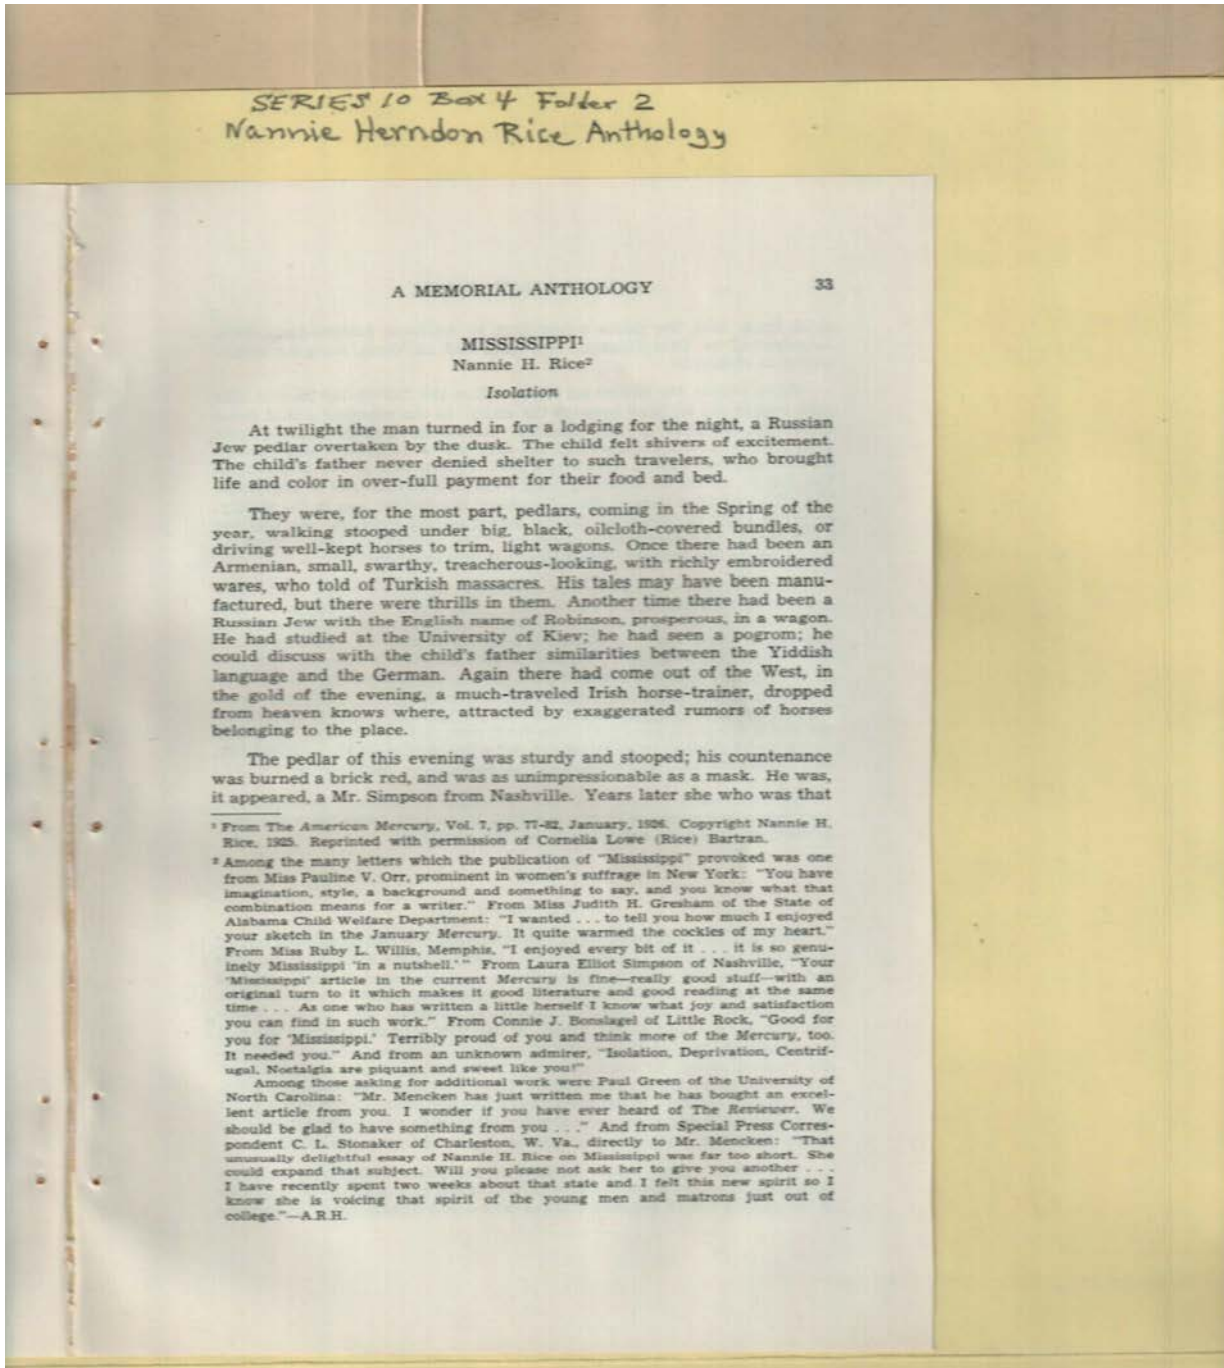 SERIES 10 Box 4 Folder 2
Nannie Herndon Rice Anthology
A MEMORIAL ANTHOLOGY 33
MISSISSIPPI¹
Nannie H. Rice²
Isolation
At twilight the man turned in for a lodging for the night, a Russian
Jew pedlar overtaken by the dusk. The child felt shivers of excitement.
The child's father never denied shelter to such travelers, who brought
life and color in over-full payment for their food and bed.
They were, for the most part, pedlars, coming in the Spring of the
year, walking stooped under big, black, oilcloth-covered bundles, or
driving well-kept horses to trim, light wagons. Once there had been an
Armenian, small, swarthy, treacherous-looking, with richly embroidered
wares, who told of Turkish massacres. His tales may have been manu-
factured, but there were thrills in them. Another time there had been a
Russian Jew with the English name of Robinson, prosperous, in a wagon.
He had studied at the University of Kiev; he had seen a pogrom; he
could discuss with the child's father similarities between the Yiddish
language and the German. Again there had come out of the West, in
the gold of the evening, a much-traveled Irish horse-trainer, dropped
from heaven knows where, attracted by exaggerated rumors of horses
belonging to the place.
The pedlar of this evening was sturdy and stooped; his countenance
was burned a brick red, and was as unimpressionable as a mask. He was,
it appeared, a Mr. Simpson from Nashville. Years later she who was that
¹ From The American Mercury, Vol. 7, pp. 77-82, January, 1926. Copyright Nannie H.
Rice, 1925. Reprinted with permission of Cornelia Lowe (Rice) Bartran.
² Among the many letters which the publication of "Mississippi" provoked was one
from Miss Pauline V. Orr, prominent in women's suffrage in New York: "You have
imagination, style, a background and something to say, and you know what that
combination means for a writer." From Miss Judith H. Gresham of the State of
Alabama Child Welfare Department: "I wanted . . . to tell you how much I enjoyed
your sketch in the January Mercury. It quite warmed the cockles of my heart."
From Miss Ruby L. Willis, Memphis, "I enjoyed every bit of it . . . it is so genu-
inely Mississippi 'in a nutshell.'" From Laura Elliot Simpson of Nashville, "Your
'Mississippi' article in the current Mercury is fine—really good stuff—with an
original turn to it which makes it good literature and good reading at the same
time . . . As one who has written a little herself I know what joy and satisfaction
you can find in such work." From Connie J. Bonslagel of Little Rock, "Good for
you for 'Mississippi.' Terribly proud of you and think more of the Mercury, too.
It needed you." And from an unknown admirer, "Isolation, Deprivation, Centrif-
ugal, Nostalgia are piquant and sweet like you!"
Among those asking for additional work were Paul Green of the University of
North Carolina: "Mr. Mencken has just written me that he has bought an excel-
lent article from you. I wonder if you have ever heard of The Reviewer. We
should be glad to have something from you . . ." And from Special Press Corres-
pondent C. L. Stonaker of Charleston, W. Va., directly to Mr. Mencken: "That
unusually delightful essay of Nannie H. Rice on Mississippi was far too short. She
could expand that subject. Will you please not ask her to give you another . . .
I have recently spent two weeks about that state and I felt this new spirit so I
know she is voicing that spirit of the young men and matrons just out of
college."—A.R.H.